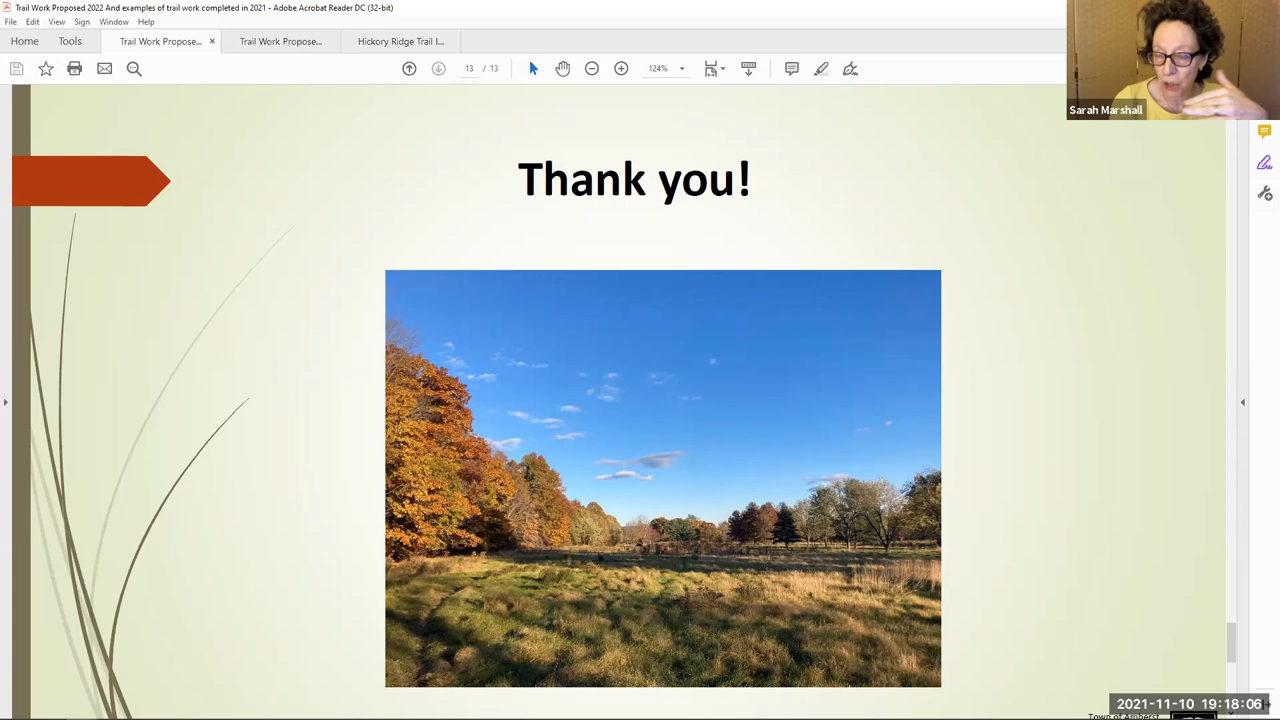 Trail Work Proposed 2022 And examples of trail work completed in 2021 - Adobe Acrobat Reader DC (32-bit)
File Edit View Sign Window Help
Home Tools Trail Work Propose... × Trail Work Propose... Hickory Ridge Trail I...
13 / 13 124%
Sarah Marshall
Thank you!
2021-11-10 19:18:06
Town of Amherst